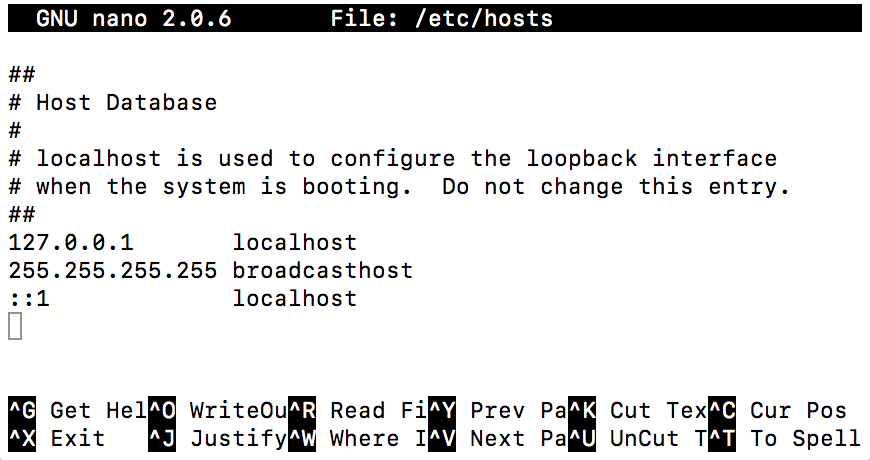 GNU nano 2.0.6 File: /etc/hosts
##
# Host Database
#
# localhost is used to configure the loopback interface
# when the system is booting.  Do not change this entry.
##
127.0.0.1       localhost
255.255.255.255 broadcasthost
::1             localhost
^G Get Hel^O WriteOu^R Read Fi^Y Prev Pa^K Cut Tex^C Cur Pos
^X Exit   ^J Justify^W Where I^V Next Pa^U UnCut T^T To Spell